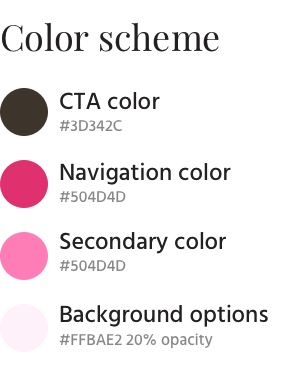 Color scheme
CTA color
#3D342C
Navigation color
#504D4D
Secondary color
#504D4D
Background options
#FFBAE2 20% opacity